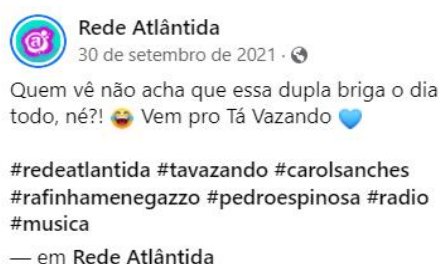 Rede Atlântida
30 de setembro de 2021 ·
Quem vê não acha que essa dupla briga o dia
todo, né?! 😂 Vem pro Tá Vazando 💙
#redeatlantida #tavazando #carolsanches
#rafinhamenegazzo #pedroespinosa #radio
#musica
— em Rede Atlântida